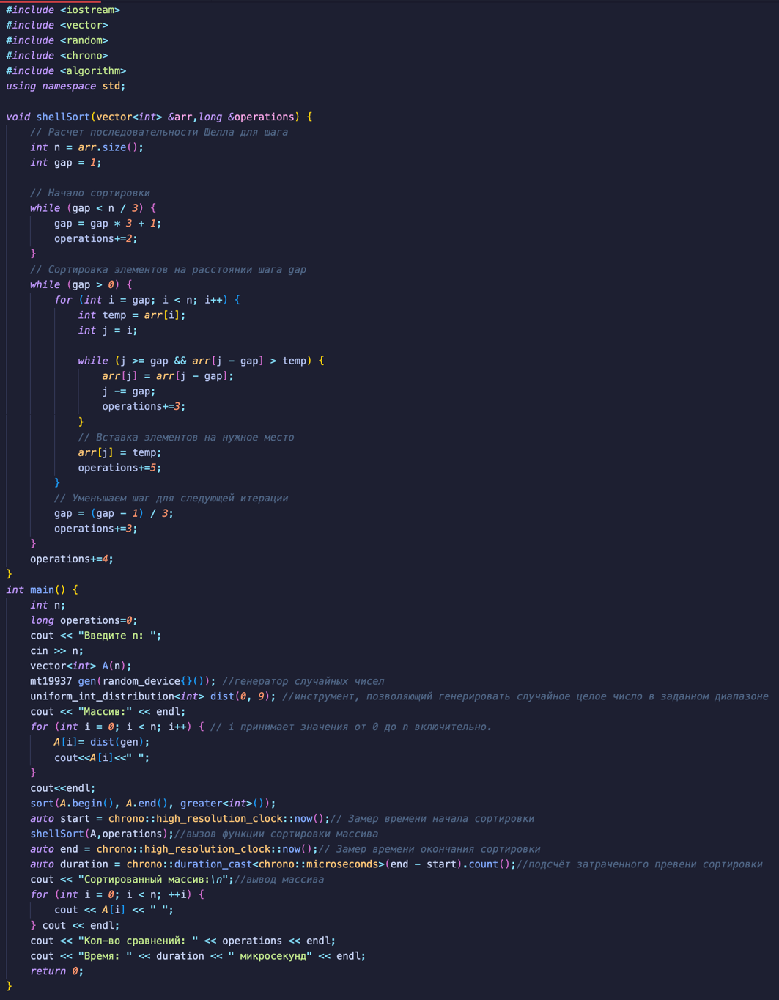 #include <iostream>
#include <vector>
#include <random>
#include <chrono>
#include <algorithm>
using namespace std;

void shellSort(vector<int> &arr,long &operations) {
    // Расчет последовательности Шелла для шага
    int n = arr.size();
    int gap = 1;

    // Начало сортировки
    while (gap < n / 3) {
        gap = gap * 3 + 1;
        operations+=2;
    }
    // Сортировка элементов на расстоянии шага gap
    while (gap > 0) {
        for (int i = gap; i < n; i++) {
            int temp = arr[i];
            int j = i;

            while (j >= gap && arr[j - gap] > temp) {
                arr[j] = arr[j - gap];
                j -= gap;
                operations+=3;
            }
            // Вставка элементов на нужное место
            arr[j] = temp;
            operations+=5;
        }
        // Уменьшаем шаг для следующей итерации
        gap = (gap - 1) / 3;
        operations+=3;
    }
    operations+=4;
}
int main() {
    int n;
    long operations=0;
    cout << "Введите n: ";
    cin >> n;
    vector<int> A(n);
    mt19937 gen(random_device{}()); //генератор случайных чисел
    uniform_int_distribution<int> dist(0, 9); //инструмент, позволяющий генерировать случайное целое число в заданном диапазоне
    cout << "Массив:" << endl;
    for (int i = 0; i < n; i++) { // i принимает значения от 0 до n включительно.
        A[i]= dist(gen);
        cout<<A[i]<<" ";
    }
    cout<<endl;
    sort(A.begin(), A.end(), greater<int>());
    auto start = chrono::high_resolution_clock::now();// Замер времени начала сортировки
    shellSort(A,operations);//вызов функции сортировки массива
    auto end = chrono::high_resolution_clock::now();// Замер времени окончания сортировки
    auto duration = chrono::duration_cast<chrono::microseconds>(end - start).count();//подсчёт затраченного превени сортировки
    cout << "Сортированный массив:\n";//вывод массива
    for (int i = 0; i < n; ++i) {
        cout << A[i] << " ";
    } cout << endl;
    cout << "Кол-во сравнений: " << operations << endl;
    cout << "Время: " << duration << " микросекунд" << endl;
    return 0;
}